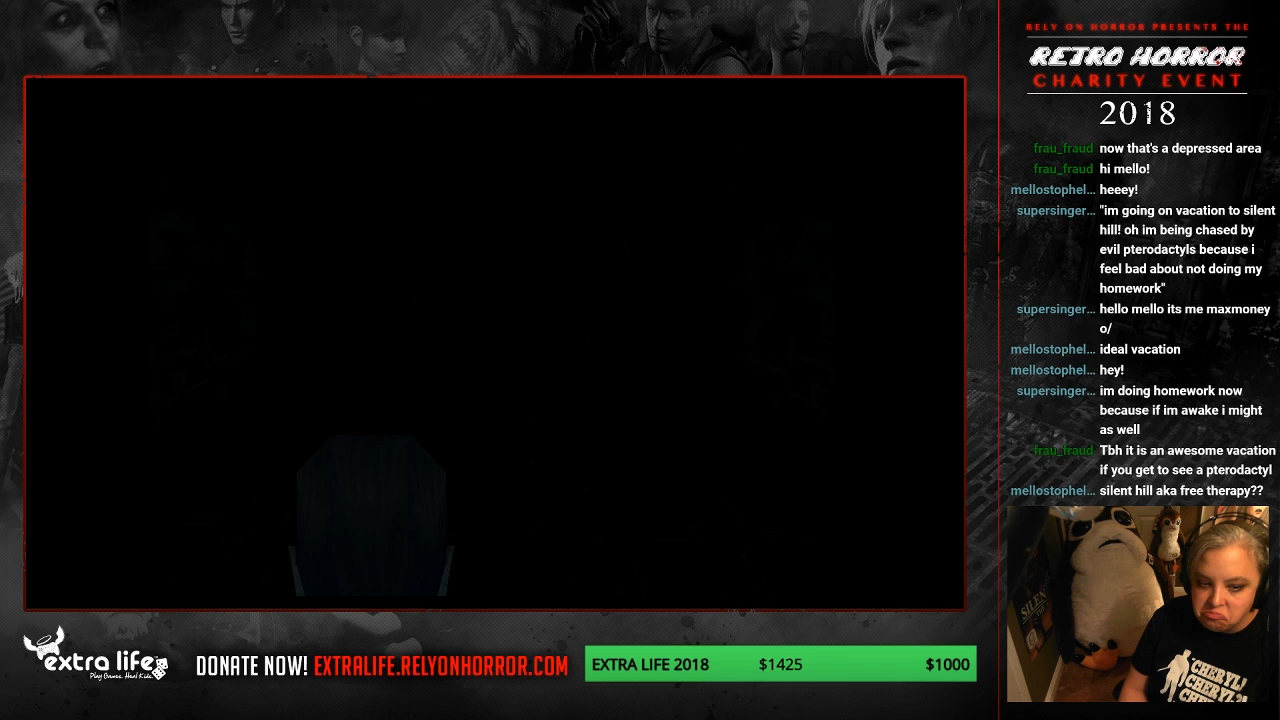 RELY ON HORROR PRESENTS THE
RETRO HORROR
CHARITY EVENT
2018
frau_fraud now that's a depressed area
frau_fraud hi mello!
mellostophel… heeey!
supersinger… "im going on vacation to silent
hill! oh im being chased by
evil pterodactyls because i
feel bad about not doing my
homework"
supersinger… hello mello its me maxmoney
o/
mellostophel… ideal vacation
mellostophel… hey!
supersinger… im doing homework now
because if im awake i might
as well
frau_fraud Tbh it is an awesome vacation
if you get to see a pterodactyl
mellostophel… silent hill aka free therapy??
SILEN
CHERYL!
CHERYL?!
extra life
Play Games. Heal Kids.
DONATE NOW! EXTRALIFE.RELYONHORROR.COM
EXTRA LIFE 2018 $1425 $1000